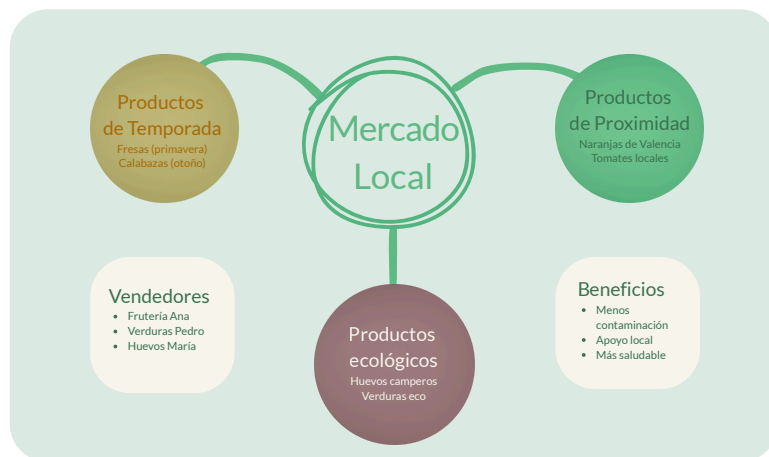 Mercado
Local
Productos
de Temporada
Fresas (primavera)
Calabazas (otoño)
Productos
de Proximidad
Naranjas de Valencia
Tomates locales
Vendedores
• Frutería Ana
• Verduras Pedro
• Huevos María
Productos
ecológicos
Huevos camperos
Verduras eco
Beneficios
• Menos
contaminación
• Apoyo local
• Más saludable